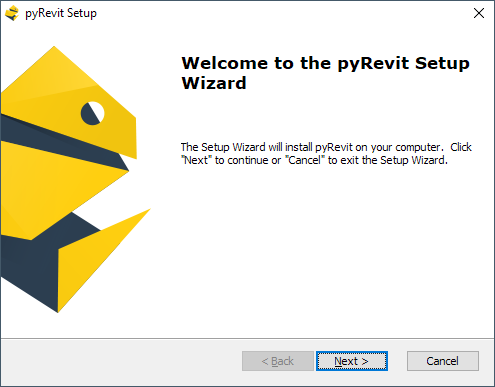 pyRevit Setup
Welcome to the pyRevit Setup
Wizard
The Setup Wizard will install pyRevit on your computer.  Click
"Next" to continue or "Cancel" to exit the Setup Wizard.
< Back
Next >
Cancel